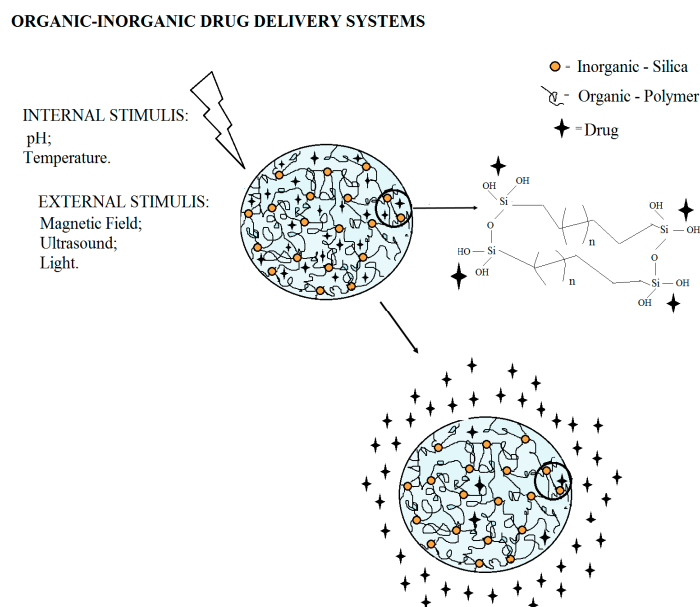 ORGANIC-INORGANIC DRUG DELIVERY SYSTEMS
= Inorganic - Silica
- Organic - Polymer
=Drug
INTERNAL STIMULIS:
pH;
Temperature.
EXTERNAL STIMULIS:
Magnetic Field;
Ultrasound;
Light.
OH
OH
Si
O
n
OH
Si
OH
HO
Si
OH
n
O
Si
OH
OH